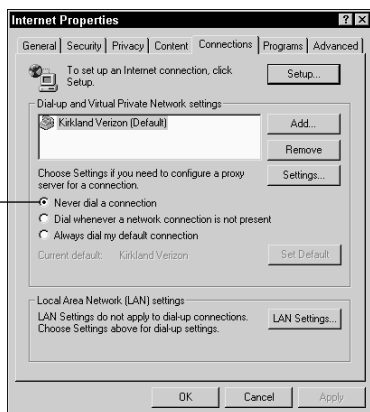 Internet Properties
General Security Privacy Content Connections Programs Advanced
To set up an Internet connection, click
Setup.
Setup...
Dial-up and Virtual Private Network settings
Kirkland Verizon (Default)
Add...
Remove
Choose Settings if you need to configure a proxy
server for a connection.
Settings...
Never dial a connection
Dial whenever a network connection is not present
Always dial my default connection
Current default: Kirkland Verizon
Set Default
Local Area Network (LAN) settings
LAN Settings do not apply to dial-up connections.
Choose Settings above for dial-up settings.
LAN Settings...
OK Cancel Apply